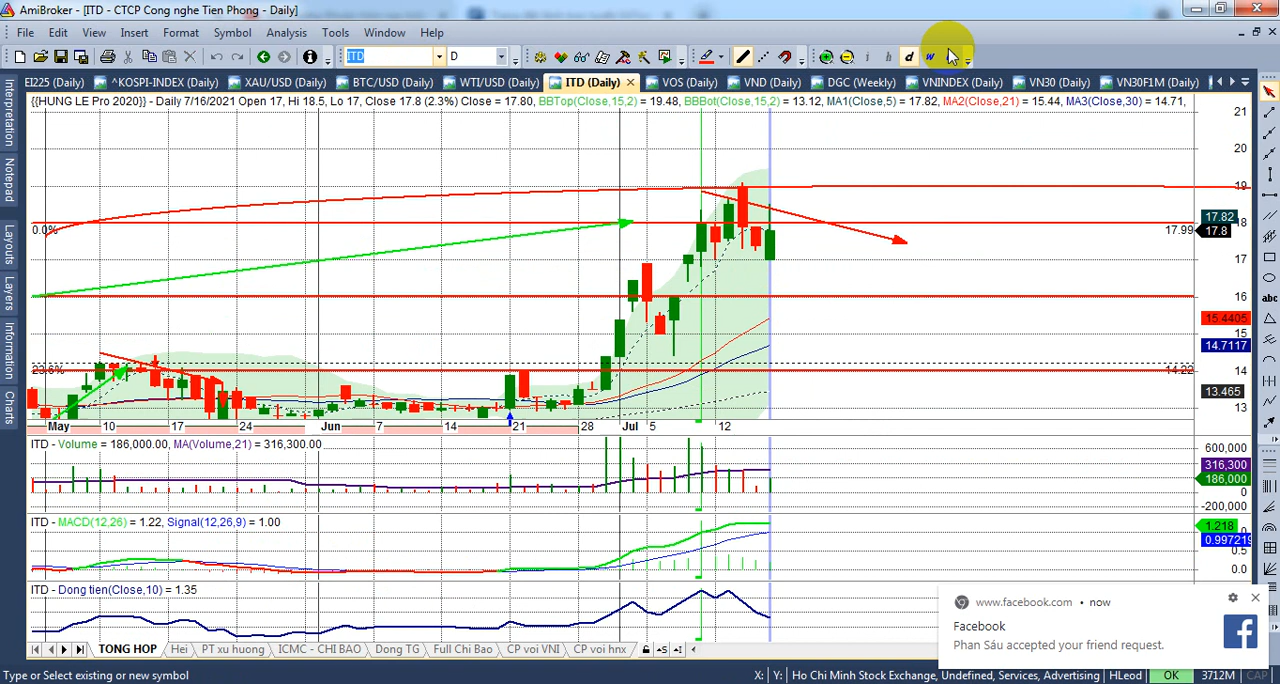 AmiBroker - [ITD - CTCP Cong nghe Tien Phong - Daily]
File Edit View Insert Format Symbol Analysis Tools Window Help
ITD D i h d w
EI225 (Daily) ^KOSPI-INDEX (Daily) XAU/USD (Daily) BTC/USD (Daily) WTI/USD (Daily) ITD (Daily) VOS (Daily) VND (Daily) DGC (Weekly) VNINDEX (Daily) VN30 (Daily) VN30F1M (Daily)
{{HUNG LE Pro 2020}} - Daily 7/16/2021 Open 17, Hi 18.5, Lo 17, Close 17.8 (2.3%) Close = 17.80, BBTop(Close,15,2) = 19.48, BBBot(Close,15,2) = 13.12, MA1(Close,5) = 17.82, MA2(Close,21) = 15.44, MA3(Close,30) = 14.71,
Interpretation
Notepad
Layouts
Layers
Information
Charts
abc
21
20
19
17.82
18
0.0%
17.99
17.8
17
16
15.4405
15
14.7117
23.6%
14.22
14
13.465
13
May 10 17 24 Jun 7 14 21 28 Jul 5 12
ITD - Volume = 186,000.00, MA(Volume,21) = 316,300.00
600,000
316,300
186,000
0
-200,000
ITD - MACD(12,26) = 1.22, Signal(12,26,9) = 1.00
1.218
0.997219
0.5
0.0
ITD - Dong tien(Close,10) = 1.35
www.facebook.com • now
Facebook
Phan Sáu accepted your friend request.
TONG HOP Hei PT xu huong ICMC - CHI BAO Dong TG Full Chi Bao CP voi VNI CP voi hnx
Type or Select existing or new symbol X: Y: Ho Chi Minh Stock Exchange, Undefined, Services, Advertising HLeod OK 3712M CAP